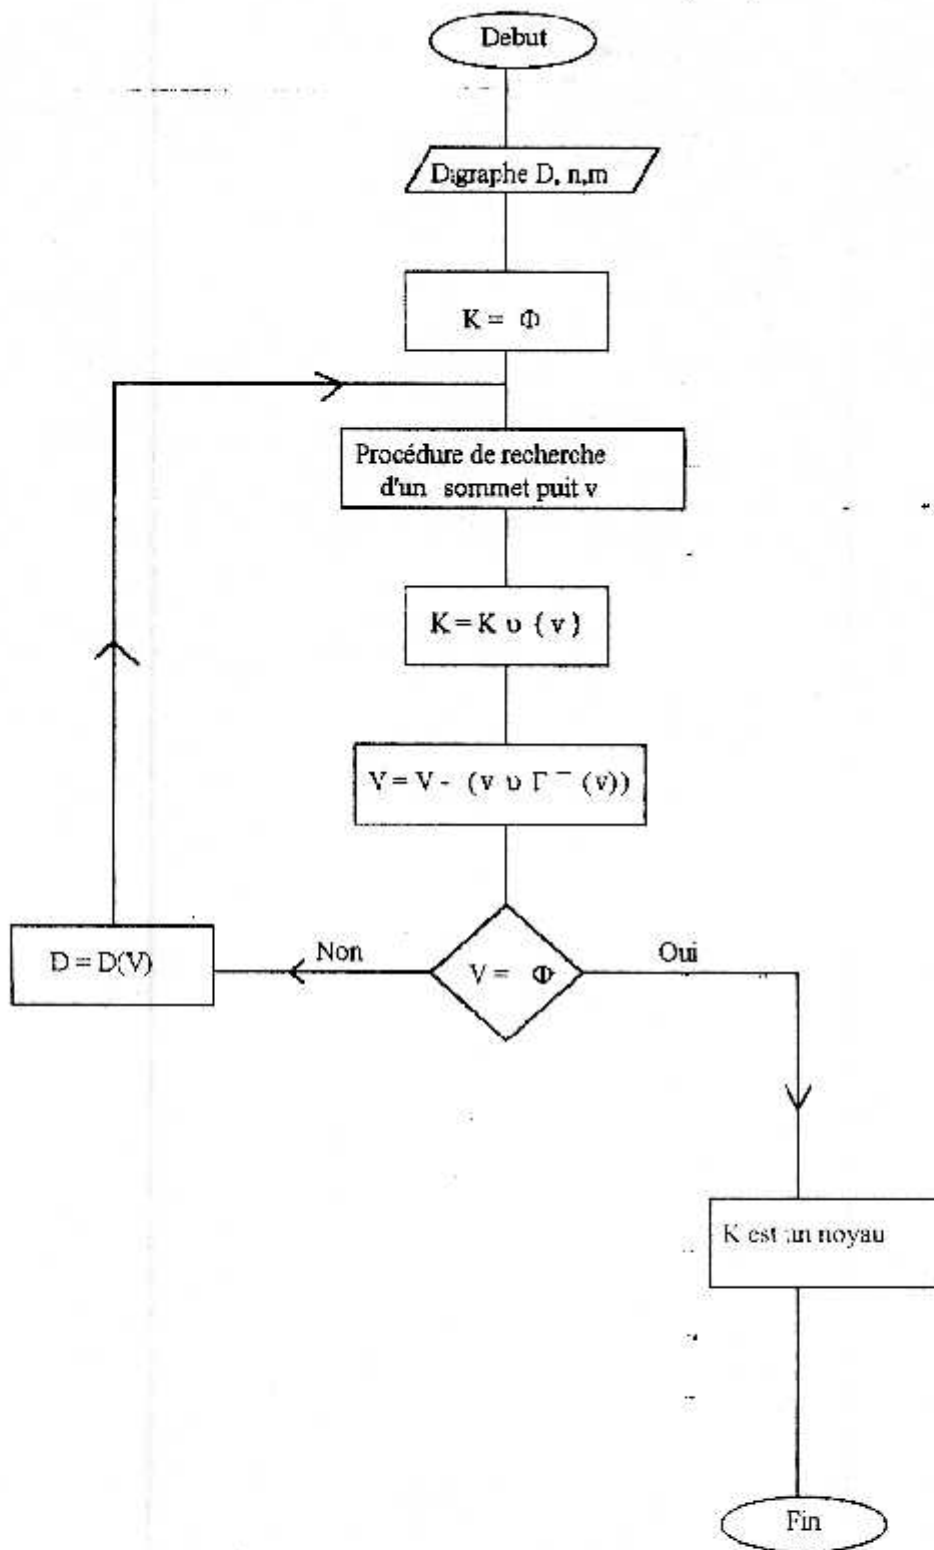 Debut
Digraphe D, n,m
K = Φ
Procédure de recherche
d'un sommet puit v
K = K υ {v}
V = V - (v υ Γ⁻ (v))
D = D(V)
Non
V = Φ
Oui
K est un noyau
Fin